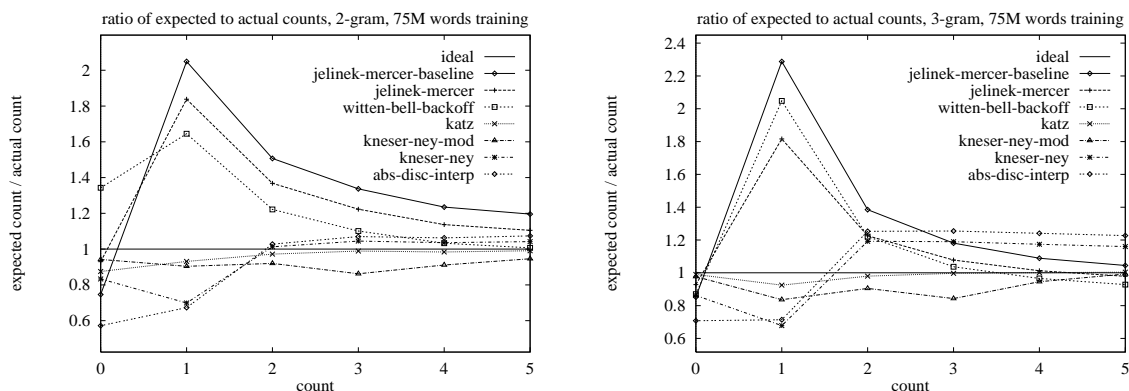 ratio of expected to actual counts, 2-gram, 75M words training
expected count / actual count
2
1.8
1.6
1.4
1.2
1
0.8
0.6
0
1
2
3
4
5
count
ideal
jelinek-mercer-baseline
jelinek-mercer
witten-bell-backoff
katz
kneser-ney-mod
kneser-ney
abs-disc-interp
ratio of expected to actual counts, 3-gram, 75M words training
expected count / actual count
2.4
2.2
2
1.8
1.6
1.4
1.2
1
0.8
0.6
0
1
2
3
4
5
count
ideal
jelinek-mercer-baseline
jelinek-mercer
witten-bell-backoff
katz
kneser-ney-mod
kneser-ney
abs-disc-interp